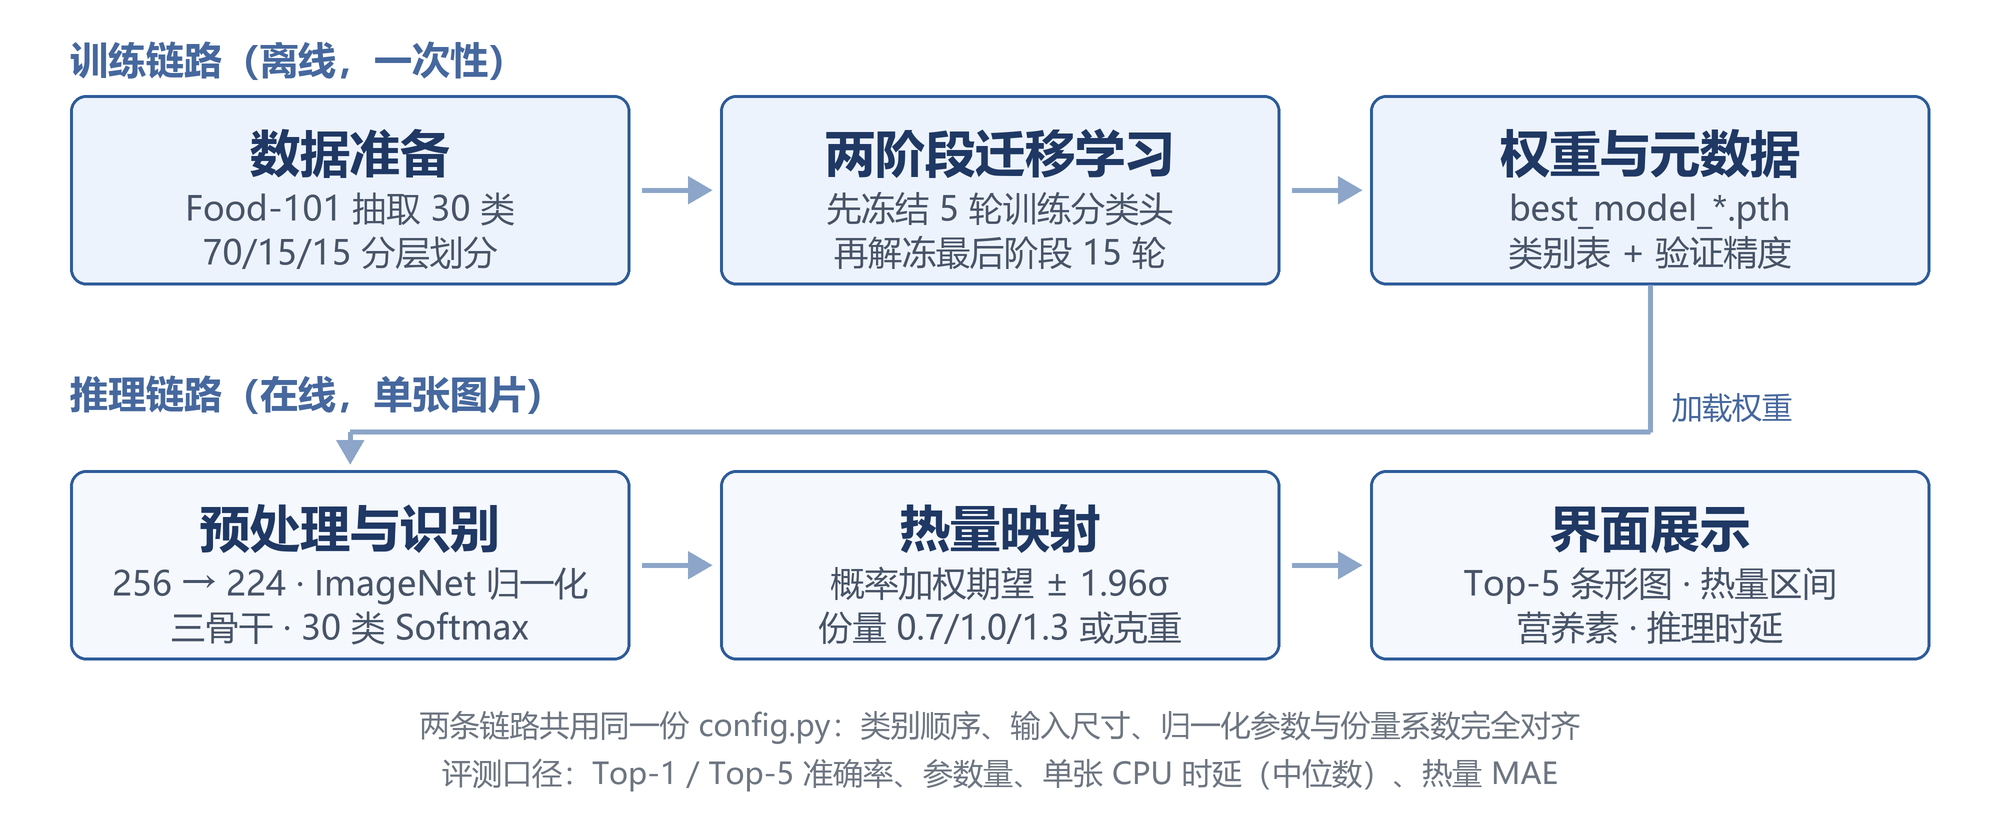 训练链路（离线，一次性）
数据准备
Food-101 抽取 30 类
70/15/15 分层划分
两阶段迁移学习
先冻结 5 轮训练分类头
再解冻最后阶段 15 轮
权重与元数据
best_model_*.pth
类别表 + 验证精度
加载权重
推理链路（在线，单张图片）
预处理与识别
256 → 224 · ImageNet 归一化
三骨干 · 30 类 Softmax
热量映射
概率加权期望 ± 1.96σ
份量 0.7/1.0/1.3 或克重
界面展示
Top-5 条形图 · 热量区间
营养素 · 推理时延
两条链路共用同一份 config.py：类别顺序、输入尺寸、归一化参数与份量系数完全对齐
评测口径：Top-1 / Top-5 准确率、参数量、单张 CPU 时延（中位数）、热量 MAE